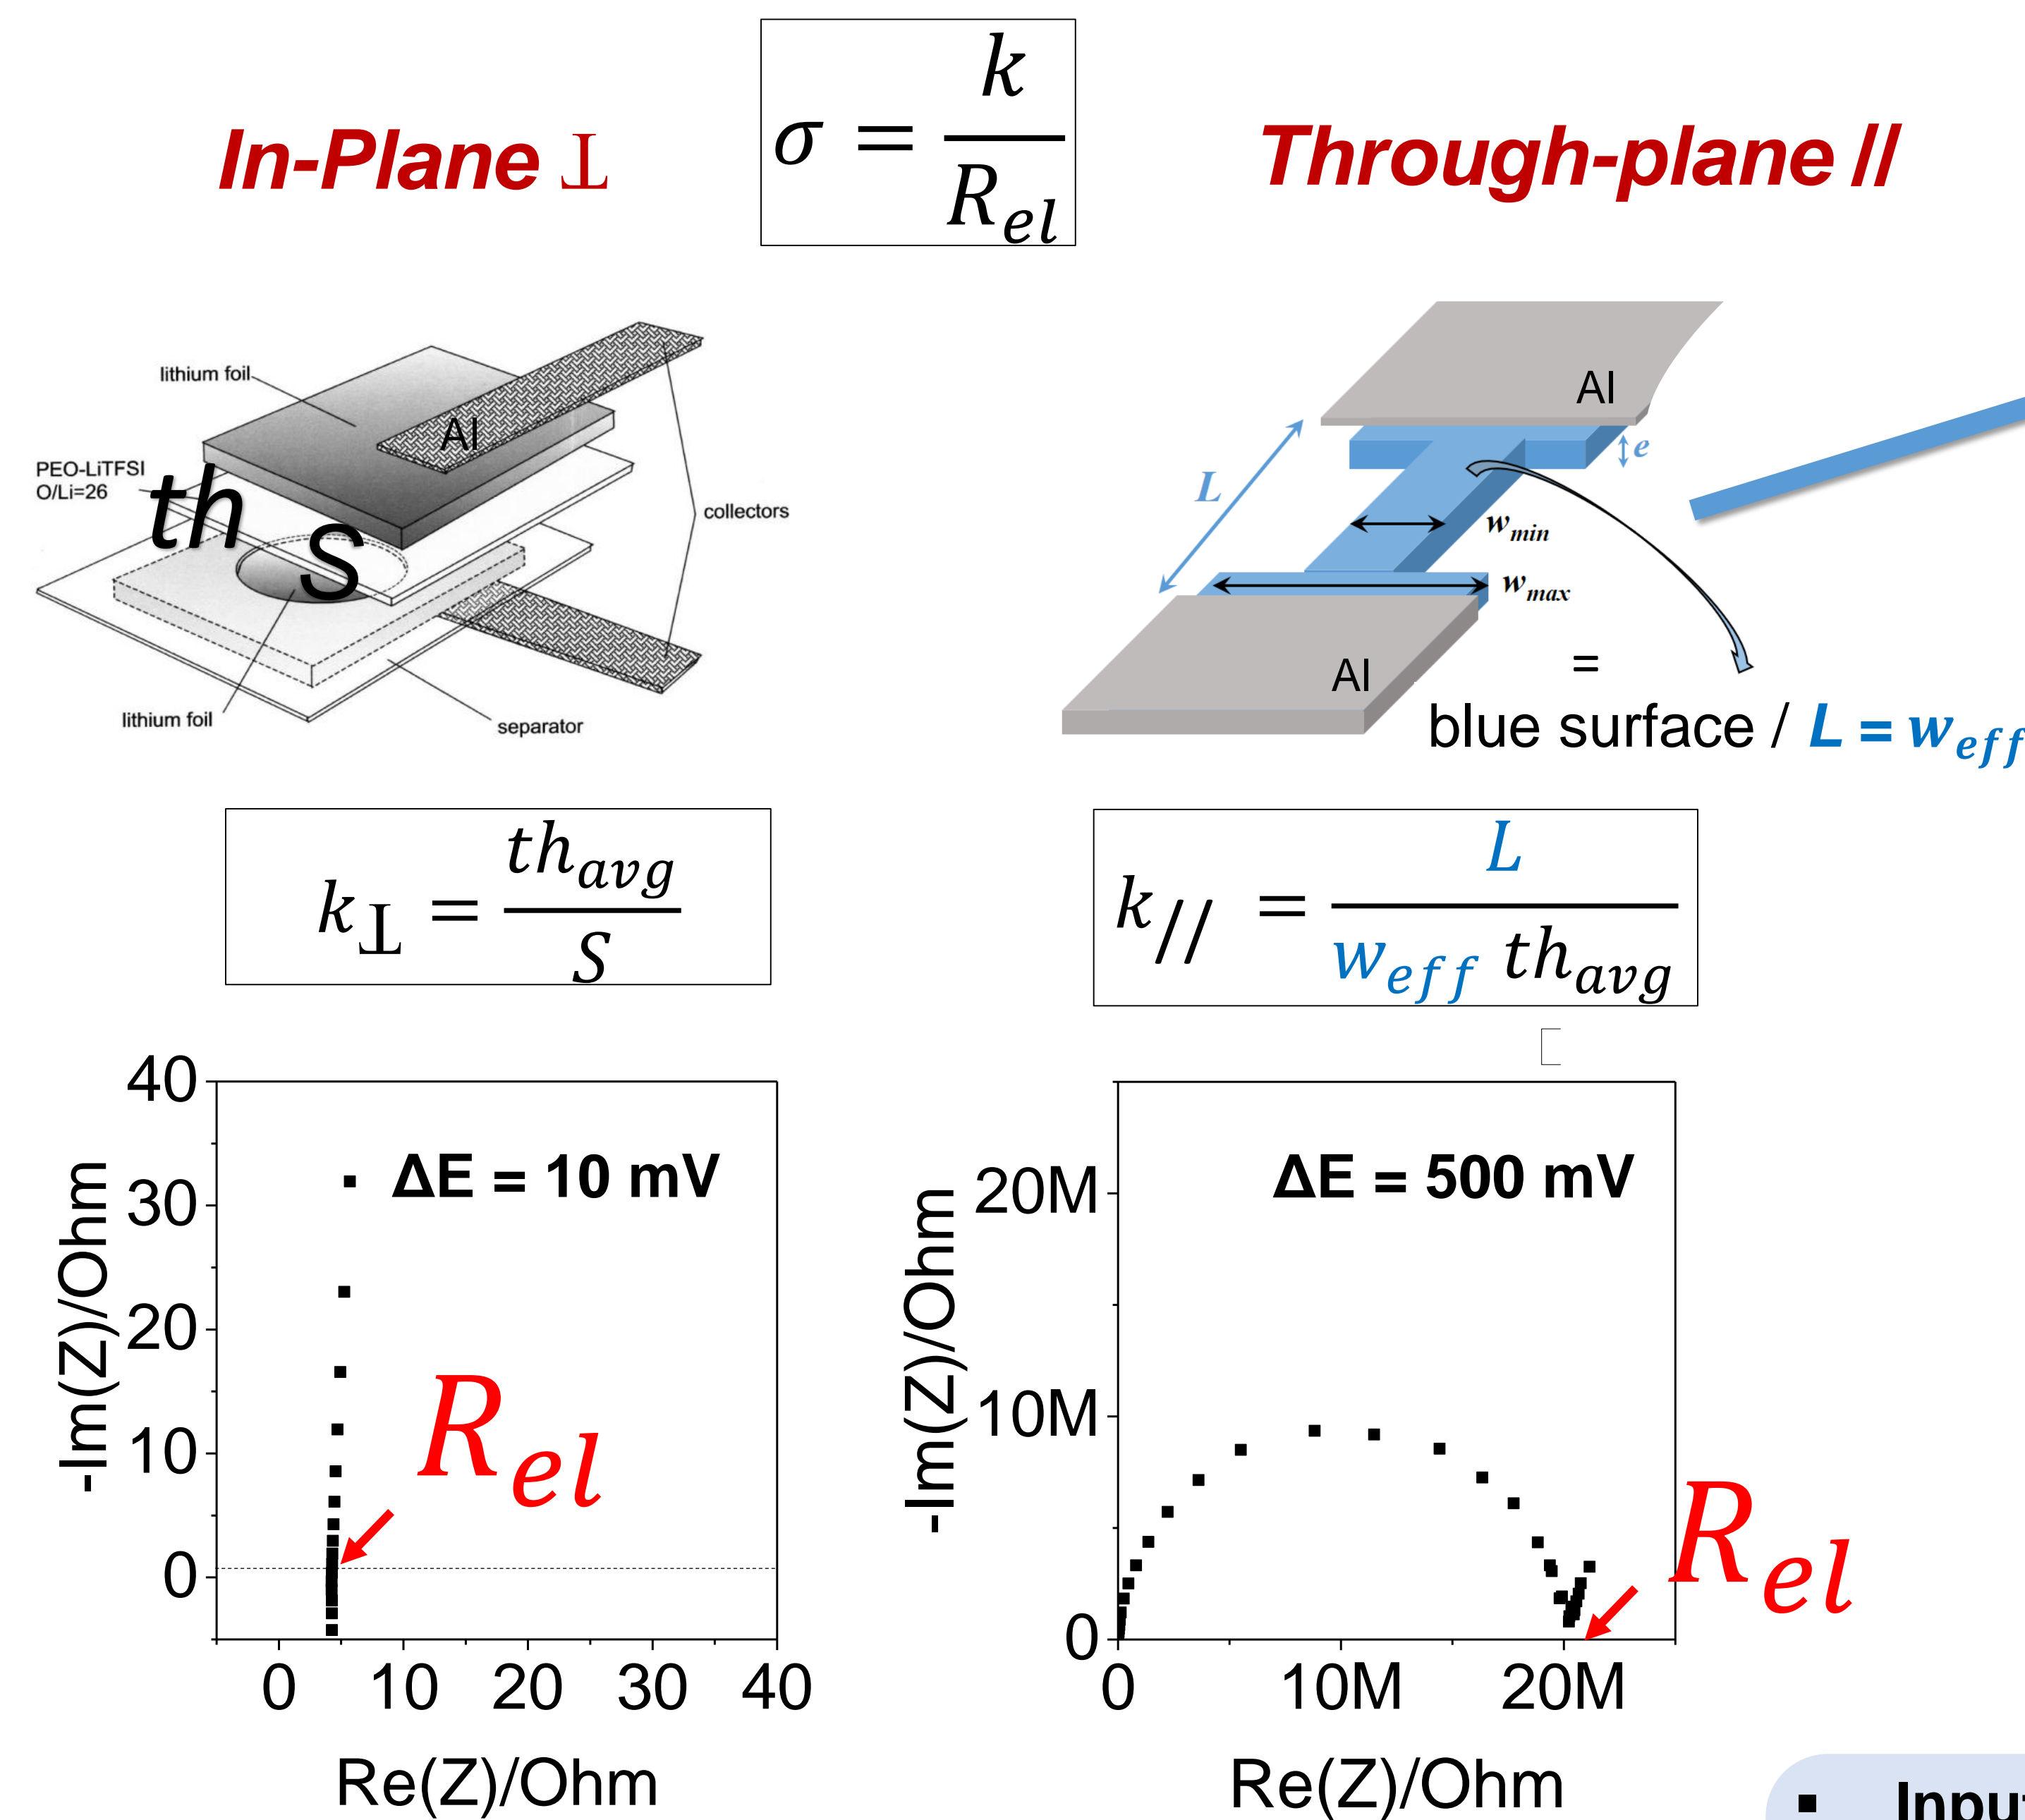 σ = k / R_el
In-Plane ⊥
Through-plane //
lithium foil
Al
PEO-LiTFSI
O/Li=26
th
S
collectors
lithium foil
separator
Al
e
L
w_min
w_max
Al
=
blue surface / L = w_eff
k_⊥ = th_avg / S
k_// = L / w_eff th_avg
40
30
20
10
0
-Im(Z)/Ohm
ΔE = 10 mV
R_el
0 10 20 30 40
Re(Z)/Ohm
20M
10M
0
-Im(Z)/Ohm
ΔE = 500 mV
R_el
0 10M 20M
Re(Z)/Ohm
▪ Input